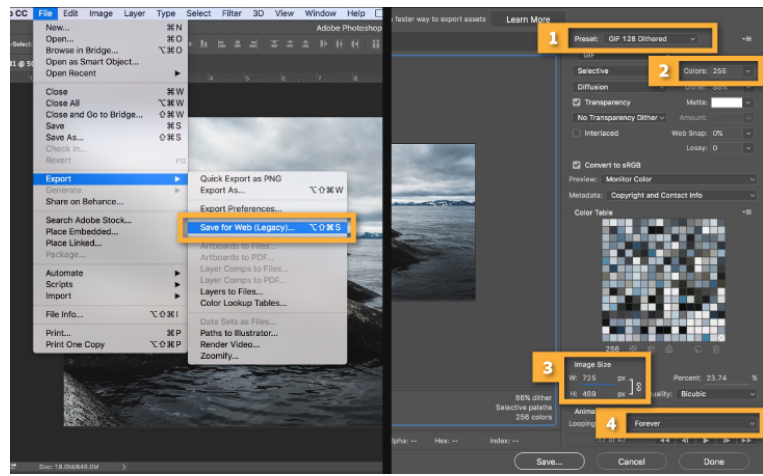 CC File Edit Image Layer Type Select Filter 3D View Window Help
Adobe Photoshop
New... ⌘N
Open... ⌘O
Browse in Bridge... ⌥⌘O
Open as Smart Object...
Open Recent ▶
Close ⌘W
Close All ⌥⌘W
Close and Go to Bridge... ⇧⌘W
Save ⌘S
Save As... ⇧⌘S
Check In...
Revert F12
Export ▶
Generate ▶
Share on Behance...
Search Adobe Stock...
Place Embedded...
Place Linked...
Package...
Automate ▶
Scripts ▶
Import ▶
File Info... ⌥⇧⌘I
Print... ⌘P
Print One Copy ⌥⇧⌘P
Quick Export as PNG
Export As... ⌥⇧⌘W
Export Preferences...
Save for Web (Legacy)... ⌥⇧⌘S
Artboards to Files...
Artboards to PDF...
Layer Comps to Files...
Layer Comps to PDF...
Layers to Files...
Color Lookup Tables...
Data Sets as Files...
Paths to Illustrator...
Render Video...
Zoomify...
Doc: 18.0M/846.0M
faster way to export assets Learn More
1 Preset: GIF 128 Dithered
GIF
Selective 2 Colors: 256
Diffusion Dither: 88%
Transparency Matte:
No Transparency Dither Amount:
Interlaced Web Snap: 0%
Lossy: 0
Convert to sRGB
Preview: Monitor Color
Metadata: Copyright and Contact Info
Color Table
256
Image Size
3 W: 725 px Percent: 23.74 %
H: 469 px Quality: Bicubic
88% dither
Selective palette
256 colors
4 Looping Forever
Alpha: -- Hex: -- Index: --
Save... Cancel Done